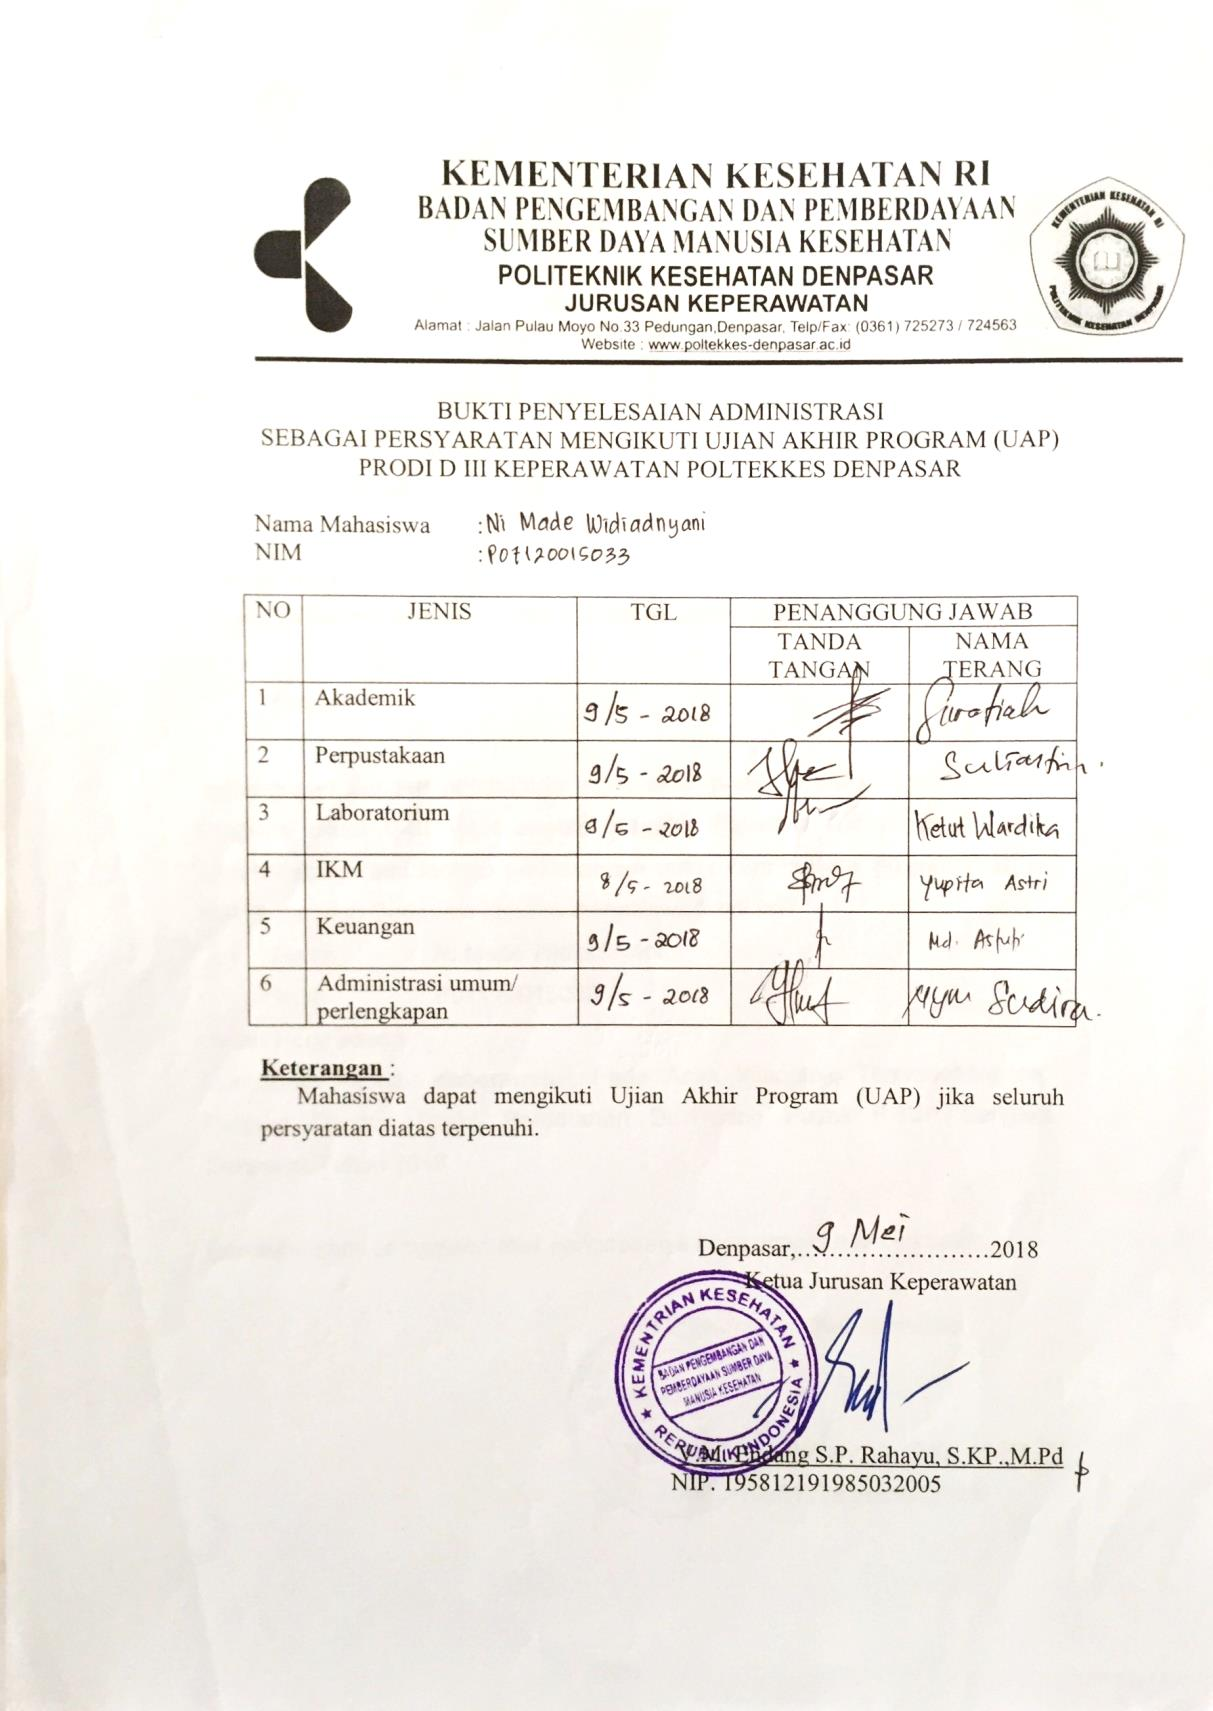 KEMENTERIAN KESEHATAN RI
BADAN PENGEMBANGAN DAN PEMBERDAYAAN
SUMBER DAYA MANUSIA KESEHATAN
POLITEKNIK KESEHATAN DENPASAR
JURUSAN KEPERAWATAN
Alamat : Jalan Pulau Moyo No.33 Pedungan,Denpasar, Telp/Fax: (0361) 725273 / 724563
Website : www.poltekkes-denpasar.ac.id
KEMENTERIAN KESEHATAN RI
POLITEKNIK KESEHATAN DENPASAR
BUKTI PENYELESAIAN ADMINISTRASI
SEBAGAI PERSYARATAN MENGIKUTI UJIAN AKHIR PROGRAM (UAP)
PRODI D III KEPERAWATAN POLTEKKES DENPASAR
Nama Mahasiswa : Ni Made Widiadnyani
NIM : P07120015033
NO JENIS TGL PENANGGUNG JAWAB
TANDA TANGAN NAMA TERANG
1 Akademik 9/5 - 2018 Suratiah
2 Perpustakaan 9/5 - 2018
3 Laboratorium 9/5 - 2018 Ketut Wardika
4 IKM 8/5 - 2018 Yupita Astri
5 Keuangan 9/5 - 2018 Md. Astuti
6 Administrasi umum/ 9/5 - 2018 Sudira.
perlengkapan
Keterangan :
Mahasiswa dapat mengikuti Ujian Akhir Program (UAP) jika seluruh
persyaratan diatas terpenuhi.
Denpasar,...9 Mei...2018
Ketua Jurusan Keperawatan
KEMENTRIAN KESEHATAN
BADAN PENGEMBANGAN DAN
PEMBERDAYAAN SUMBER DAYA
MANUSIA KESEHATAN
REPUBLIK INDONESIA
V.M. Endang S.P. Rahayu, S.KP.,M.Pd
NIP. 195812191985032005